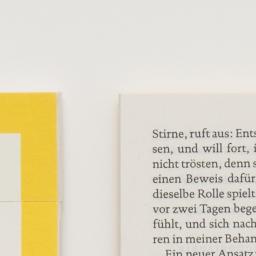 Stirne, ruft aus: Ents
sen, und will fort, i
nicht trösten, denn s
einen Beweis dafür,
dieselbe Rolle spielt
vor zwei Tagen bege
fühlt, und sich nach
ren in meiner Behan
Ein neuer Ansatz